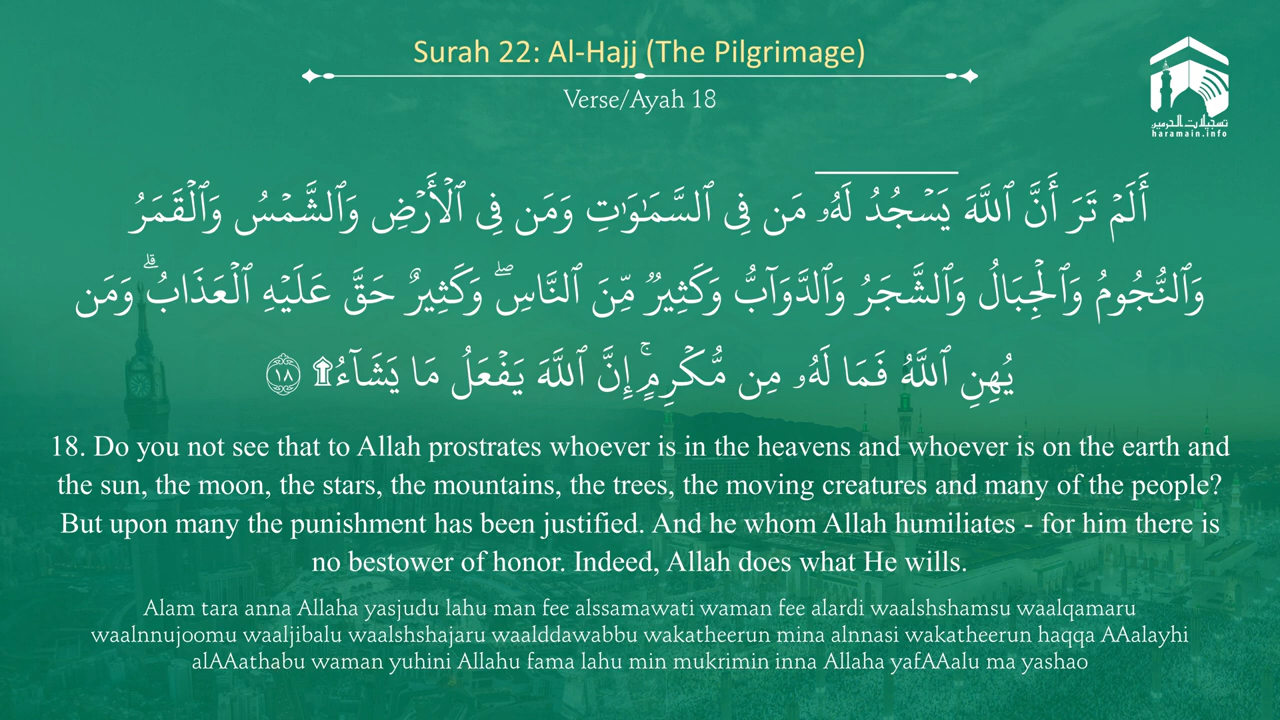 Surah 22: Al-Hajj (The Pilgrimage)
Verse/Ayah 18
تسجيلات الحرمين
haramain.info
أَلَمۡ تَرَ أَنَّ ٱللَّهَ يَسۡجُدُ لَهُۥ مَن فِي ٱلسَّمَٰوَٰتِ وَمَن فِي ٱلۡأَرۡضِ وَٱلشَّمۡسُ وَٱلۡقَمَرُ
وَٱلنُّجُومُ وَٱلۡجِبَالُ وَٱلشَّجَرُ وَٱلدَّوَآبُّ وَكَثِيرٞ مِّنَ ٱلنَّاسِۖ وَكَثِيرٌ حَقَّ عَلَيۡهِ ٱلۡعَذَابُۗ وَمَن
يُهِنِ ٱللَّهُ فَمَا لَهُۥ مِن مُّكۡرِمٍۚ إِنَّ ٱللَّهَ يَفۡعَلُ مَا يَشَآءُ۩ ١٨
18. Do you not see that to Allah prostrates whoever is in the heavens and whoever is on the earth and
the sun, the moon, the stars, the mountains, the trees, the moving creatures and many of the people?
But upon many the punishment has been justified. And he whom Allah humiliates - for him there is
no bestower of honor. Indeed, Allah does what He wills.
Alam tara anna Allaha yasjudu lahu man fee alssamawati waman fee alardi waalshshamsu waalqamaru
waalnnujoomu waaljibalu waalshshajaru waalddawabbu wakatheerun mina alnnasi wakatheerun haqqa AAalayhi
alAAathabu waman yuhini Allahu fama lahu min mukrimin inna Allaha yafAAalu ma yashao